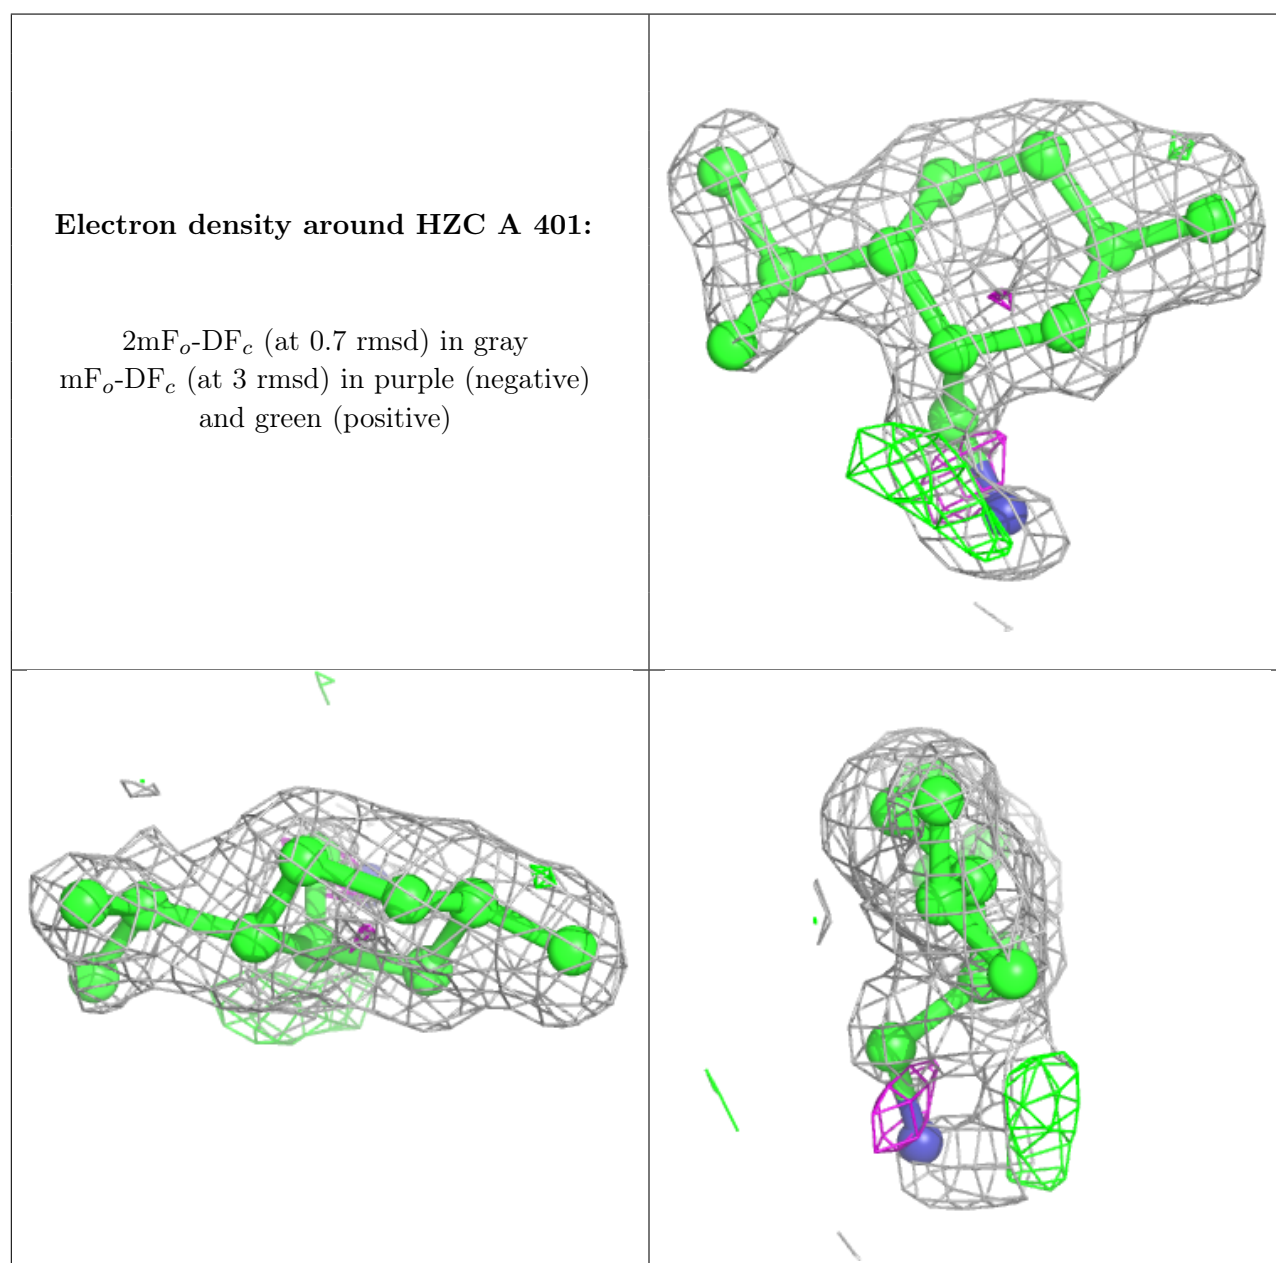 Electron density around HZC A 401:
2mFo-DFc (at 0.7 rmsd) in gray
mFo-DFc (at 3 rmsd) in purple (negative)
and green (positive)